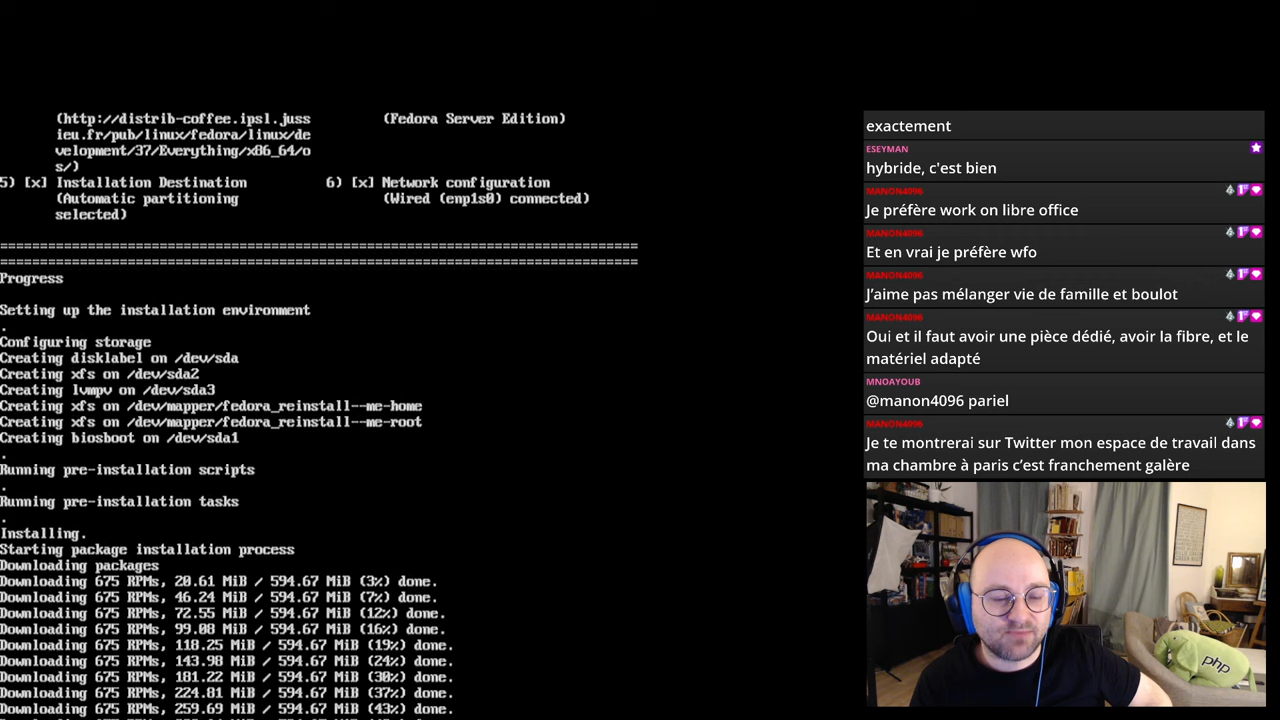 (http://distrib-coffee.ipsl.juss
ieu.fr/pub/linux/fedora/linux/de
velopment/37/Everything/x86_64/o
s/)
(Fedora Server Edition)
5) [x] Installation Destination
(Automatic partitioning
selected)
6) [x] Network configuration
(Wired (enp1s0) connected)
================================================================================
================================================================================
Progress
Setting up the installation environment
.
Configuring storage
Creating disklabel on /dev/sda
Creating xfs on /dev/sda2
Creating lvmpv on /dev/sda3
Creating xfs on /dev/mapper/fedora_reinstall--me-home
Creating xfs on /dev/mapper/fedora_reinstall--me-root
Creating biosboot on /dev/sda1
.
Running pre-installation scripts
.
Running pre-installation tasks
.
Installing.
Starting package installation process
Downloading packages
Downloading 675 RPMs, 20.61 MiB / 594.67 MiB (3%) done.
Downloading 675 RPMs, 46.24 MiB / 594.67 MiB (7%) done.
Downloading 675 RPMs, 72.55 MiB / 594.67 MiB (12%) done.
Downloading 675 RPMs, 99.08 MiB / 594.67 MiB (16%) done.
Downloading 675 RPMs, 118.25 MiB / 594.67 MiB (19%) done.
Downloading 675 RPMs, 143.98 MiB / 594.67 MiB (24%) done.
Downloading 675 RPMs, 181.22 MiB / 594.67 MiB (30%) done.
Downloading 675 RPMs, 224.81 MiB / 594.67 MiB (37%) done.
Downloading 675 RPMs, 259.69 MiB / 594.67 MiB (43%) done.
exactement
ESEYMAN
hybride, c'est bien
MANON4096
Je préfère work on libre office
MANON4096
Et en vrai je préfère wfo
MANON4096
J’aime pas mélanger vie de famille et boulot
MANON4096
Oui et il faut avoir une pièce dédié, avoir la fibre, et le
matériel adapté
MNOAYOUB
@manon4096 pariel
MANON4096
Je te montrerai sur Twitter mon espace de travail dans
ma chambre à paris c’est franchement galère
php